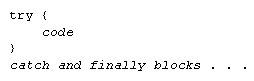 try {
    code
}
catch and finally blocks . . .